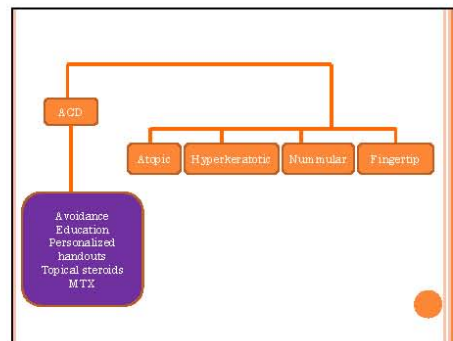 ACD
Atopic
Hyperkeratotic
Nummular
Fingertip
Avoidance
Education
Personalized
handouts
Topical steroids
MTX